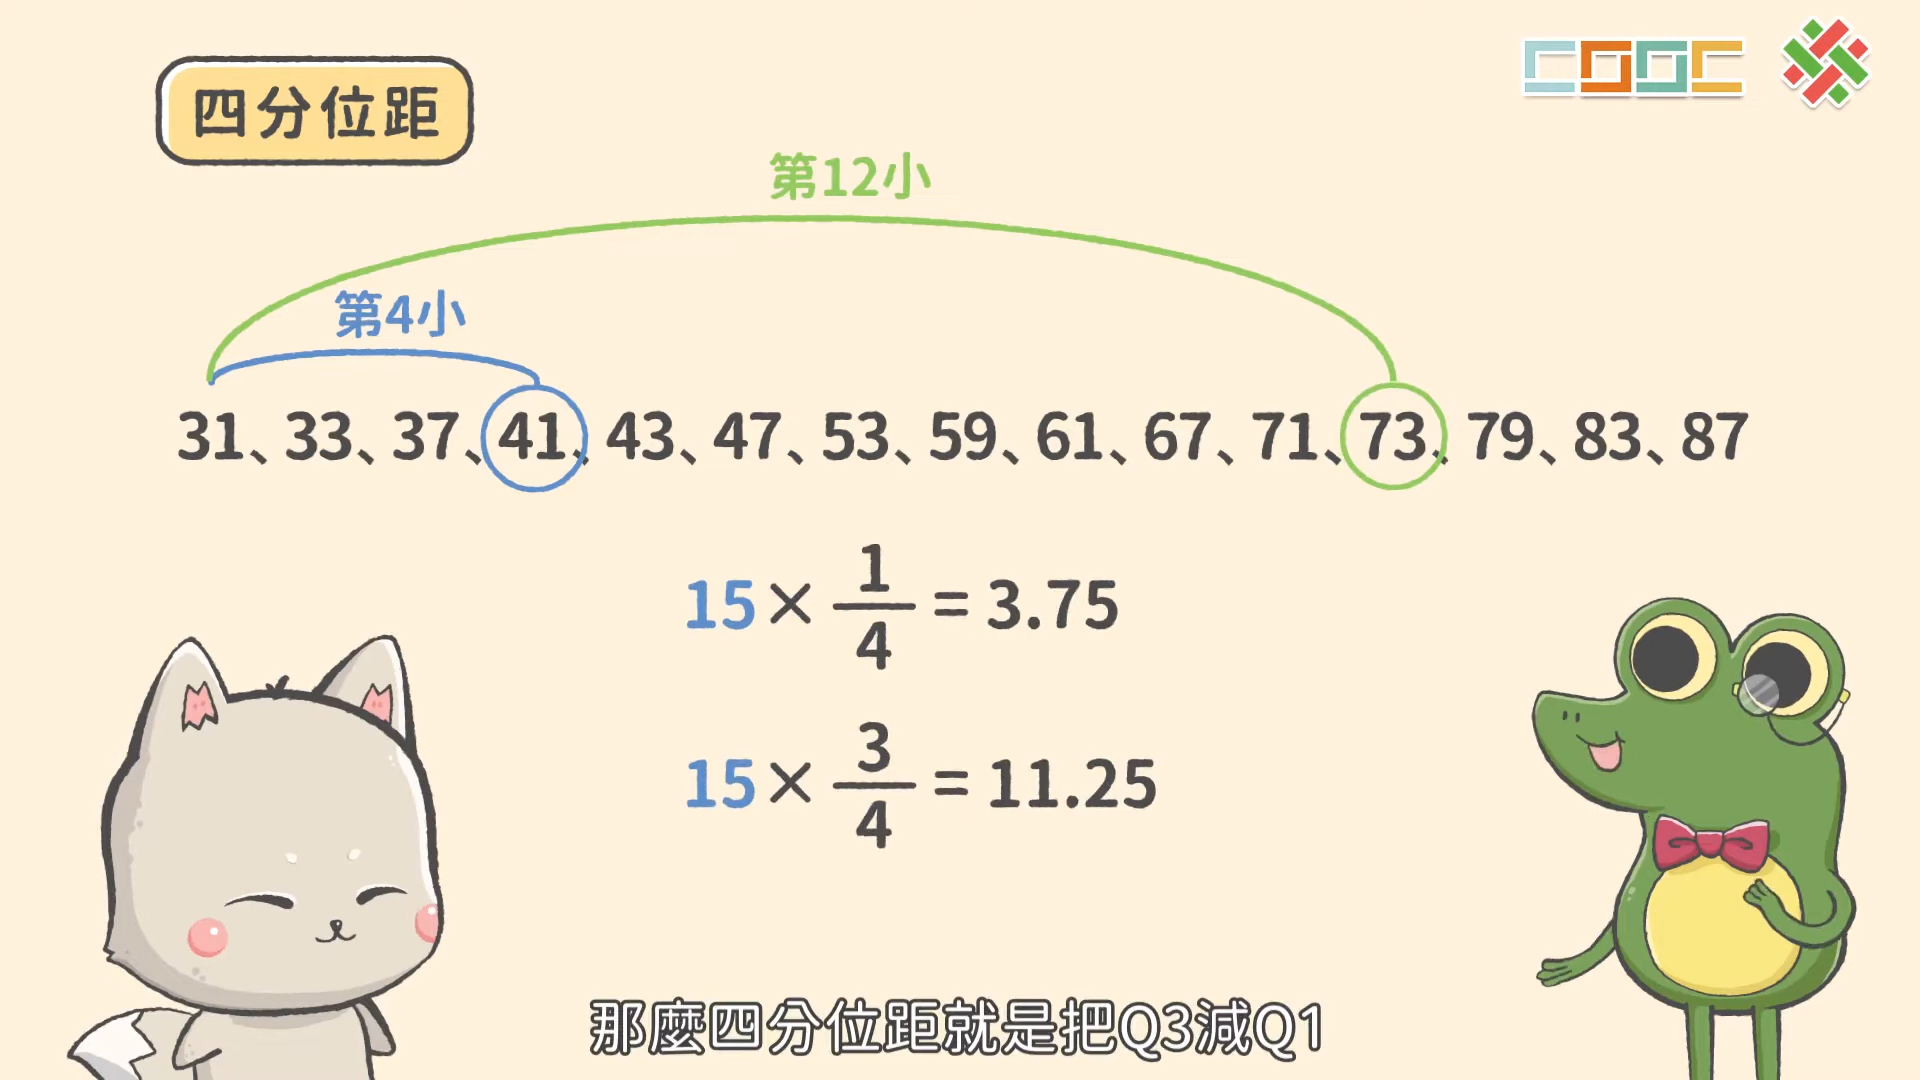 四分位距
COOC
第12小
第4小
31、33、37、41、43、47、53、59、61、67、71、73、79、83、87
15 × 1/4 = 3.75
15 × 3/4 = 11.25
那麼四分位距就是把Q3減Q1